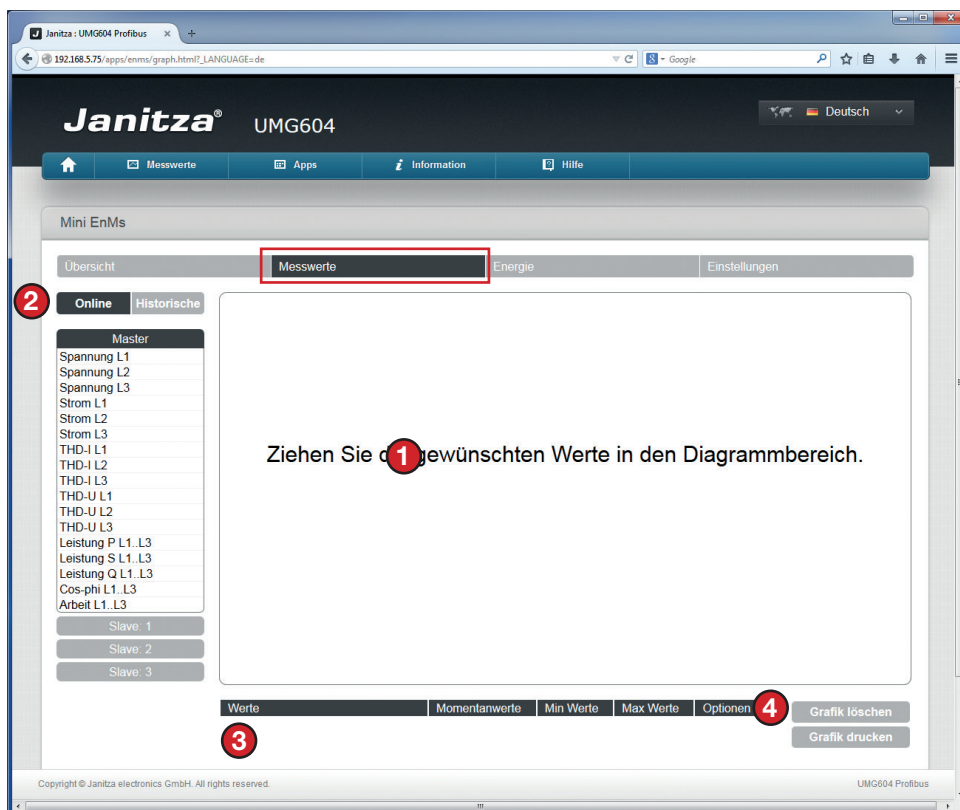 Janitza : UMG604 Profibus
192.168.5.75/apps/enms/graph.html?_LANGUAGE=de
Google
Janitza® UMG604
Deutsch
Messwerte
Apps
Information
Hilfe
Mini EnMs
Übersicht
Messwerte
Energie
Einstellungen
2
Online
Historische
Master
Spannung L1
Spannung L2
Spannung L3
Strom L1
Strom L2
Strom L3
THD-I L1
THD-I L2
THD-I L3
THD-U L1
THD-U L2
THD-U L3
Leistung P L1..L3
Leistung S L1..L3
Leistung Q L1..L3
Cos-phi L1..L3
Arbeit L1..L3
Slave: 1
Slave: 2
Slave: 3
Ziehen Sie d 1 gewünschten Werte in den Diagrammbereich.
Werte
Momentanwerte
Min Werte
Max Werte
Optionen
4
Grafik löschen
3
Grafik drucken
Copyright © Janitza electronics GmbH. All rights reserved.
UMG604 Profibus